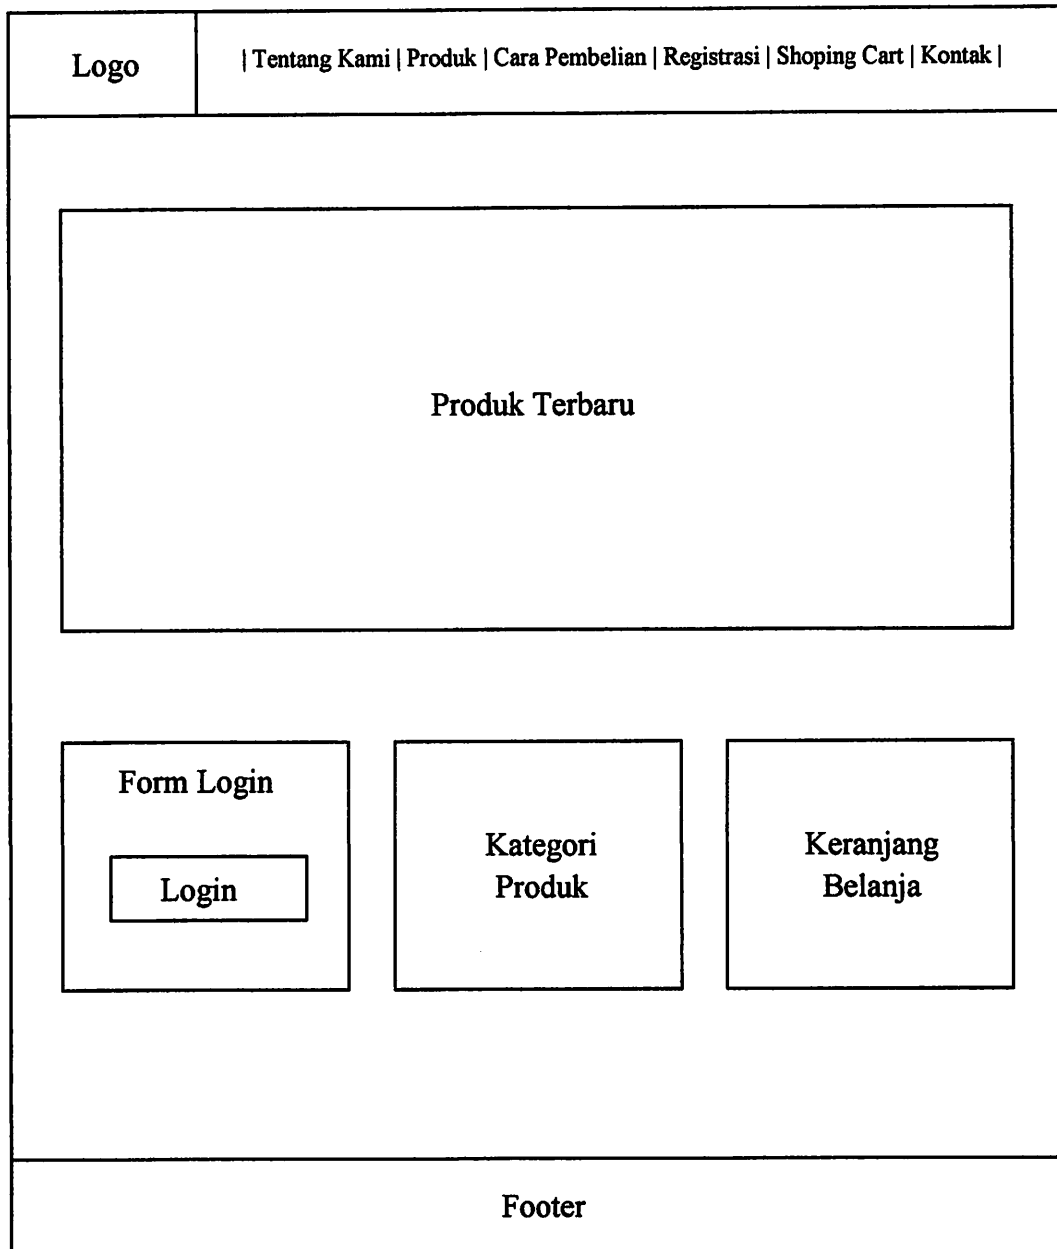 Logo
| Tentang Kami | Produk | Cara Pembelian | Registrasi | Shoping Cart | Kontak |
Produk Terbaru
Form Login
Login
Kategori
Produk
Keranjang
Belanja
Footer